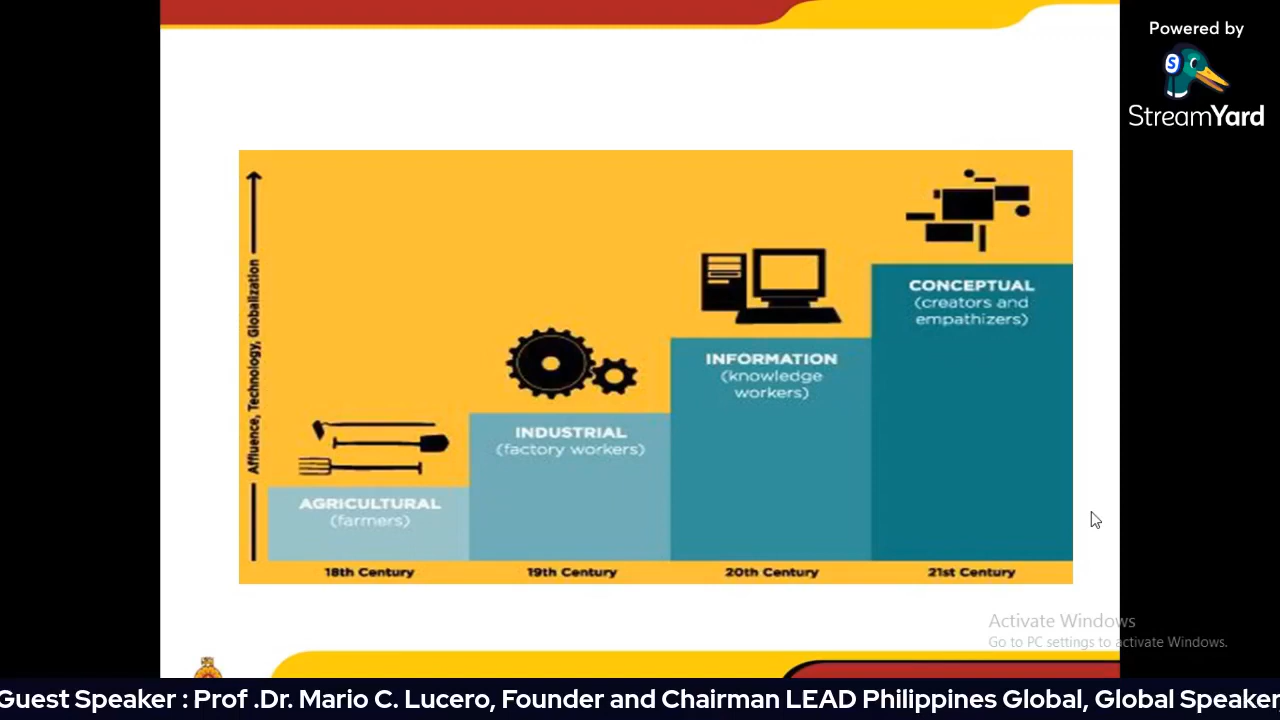 Powered by
S
StreamYard
Affluence, Technology, Globalization
CONCEPTUAL
(creators and
empathizers)
INFORMATION
(knowledge
workers)
INDUSTRIAL
(factory workers)
AGRICULTURAL
(farmers)
18th Century
19th Century
20th Century
21st Century
Activate Windows
Go to PC settings to activate Windows.
Guest Speaker : Prof .Dr. Mario C. Lucero, Founder and Chairman LEAD Philippines Global, Global Speaker,